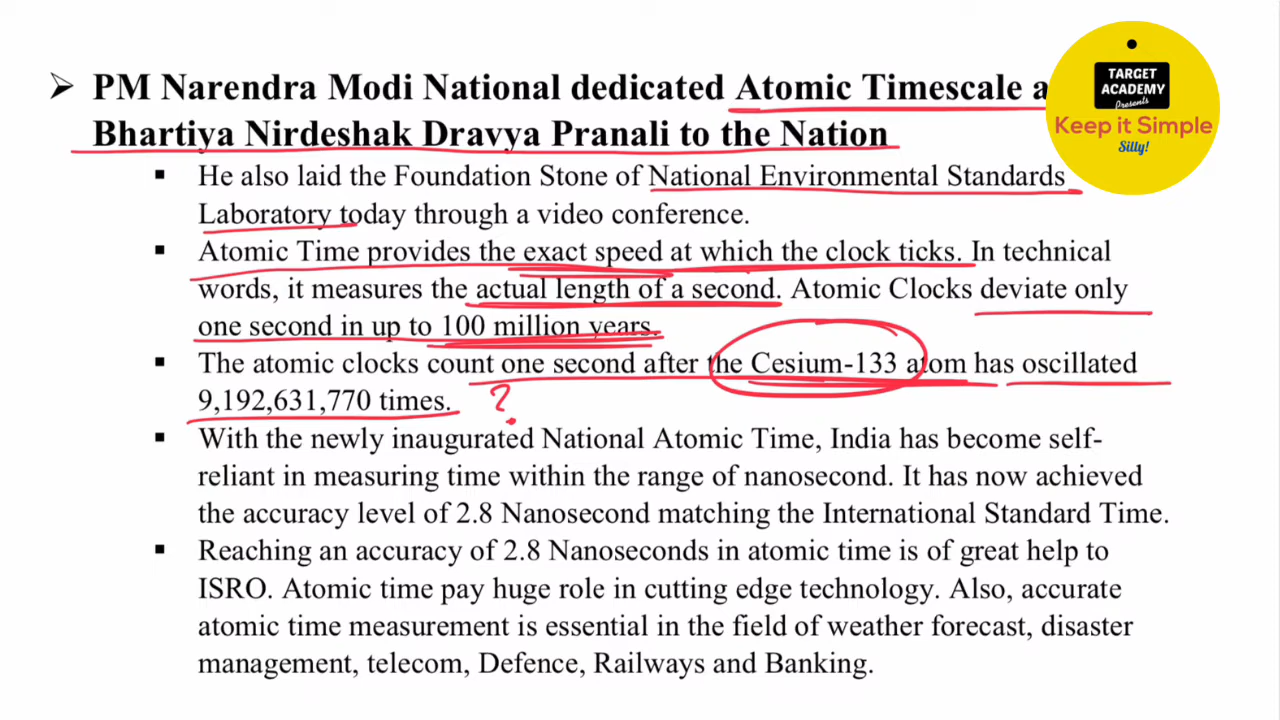 ➢ PM Narendra Modi National dedicated Atomic Timescale a
Bhartiya Nirdeshak Dravya Pranali to the Nation
▪ He also laid the Foundation Stone of National Environmental Standards
Laboratory today through a video conference.
▪ Atomic Time provides the exact speed at which the clock ticks. In technical
words, it measures the actual length of a second. Atomic Clocks deviate only
one second in up to 100 million years.
▪ The atomic clocks count one second after the Cesium-133 atom has oscillated
9,192,631,770 times. ?
▪ With the newly inaugurated National Atomic Time, India has become self-
reliant in measuring time within the range of nanosecond. It has now achieved
the accuracy level of 2.8 Nanosecond matching the International Standard Time.
▪ Reaching an accuracy of 2.8 Nanoseconds in atomic time is of great help to
ISRO. Atomic time pay huge role in cutting edge technology. Also, accurate
atomic time measurement is essential in the field of weather forecast, disaster
management, telecom, Defence, Railways and Banking.
TARGET
ACADEMY
Presents
Keep it Simple
Silly!